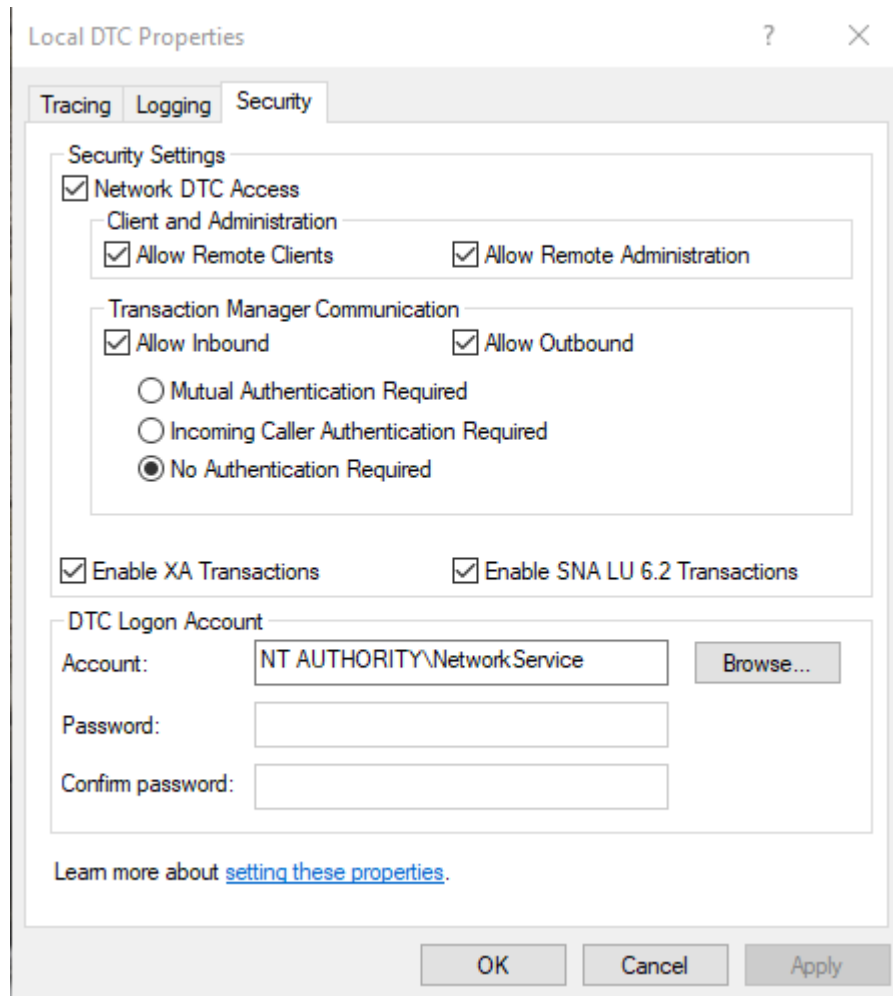 Local DTC Properties
Tracing Logging Security
Security Settings
Network DTC Access
Client and Administration
Allow Remote Clients Allow Remote Administration
Transaction Manager Communication
Allow Inbound Allow Outbound
Mutual Authentication Required
Incoming Caller Authentication Required
No Authentication Required
Enable XA Transactions Enable SNA LU 6.2 Transactions
DTC Logon Account
Account: NT AUTHORITY\NetworkService Browse...
Password:
Confirm password:
Learn more about setting these properties.
OK Cancel Apply